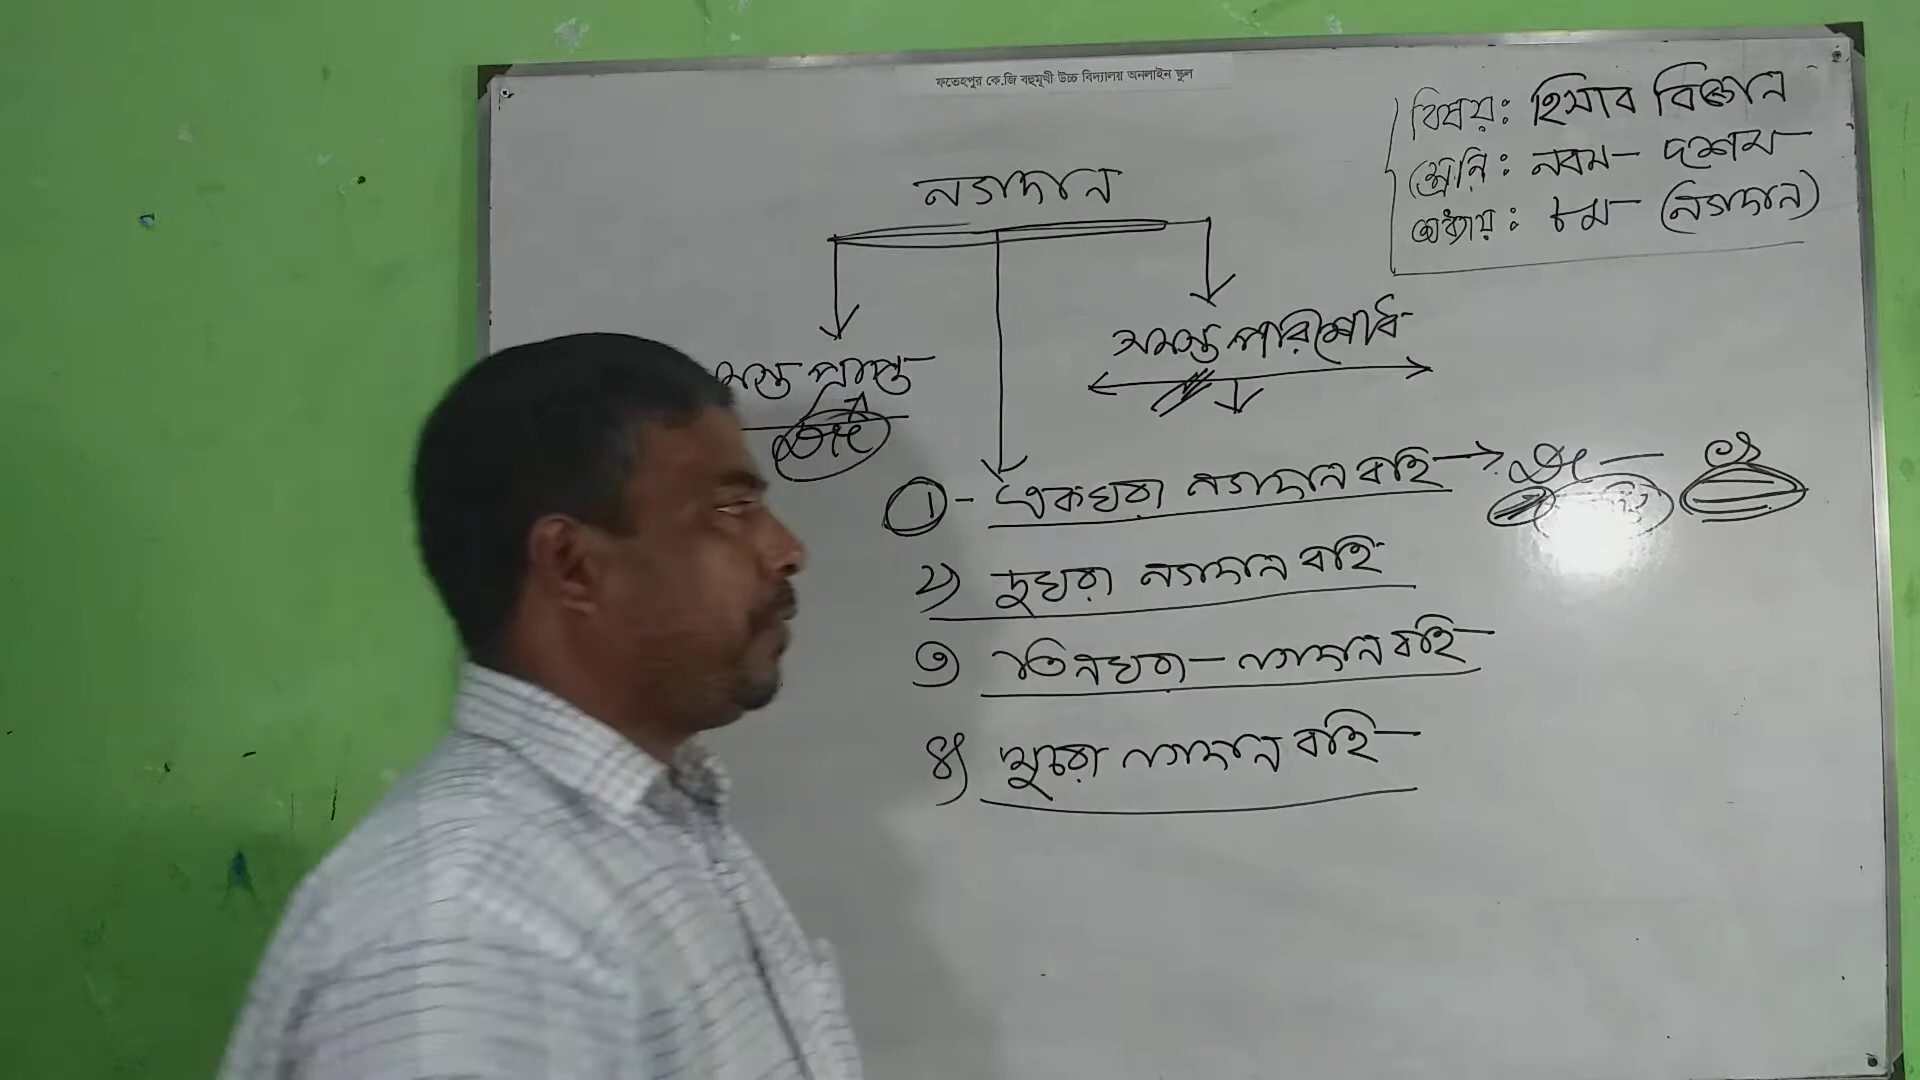 ফতেহপুর কে.জি বহুমূখী উচ্চ বিদ্যালয় অনলাইন স্কুল
বিষয়: হিসাব বিজ্ঞান
শ্রেনি: নবম - দশম
অধ্যায়: ৮ম - (নগদান)
নগদান
প্রাপ্ত
সমস্ত পরিশোধ
১ - একঘরা নগদান বহি →
২) দুঘরা নগদান বহি
৩) তিনঘরা - নগদান বহি
৪) খুচরা নগদান বহি